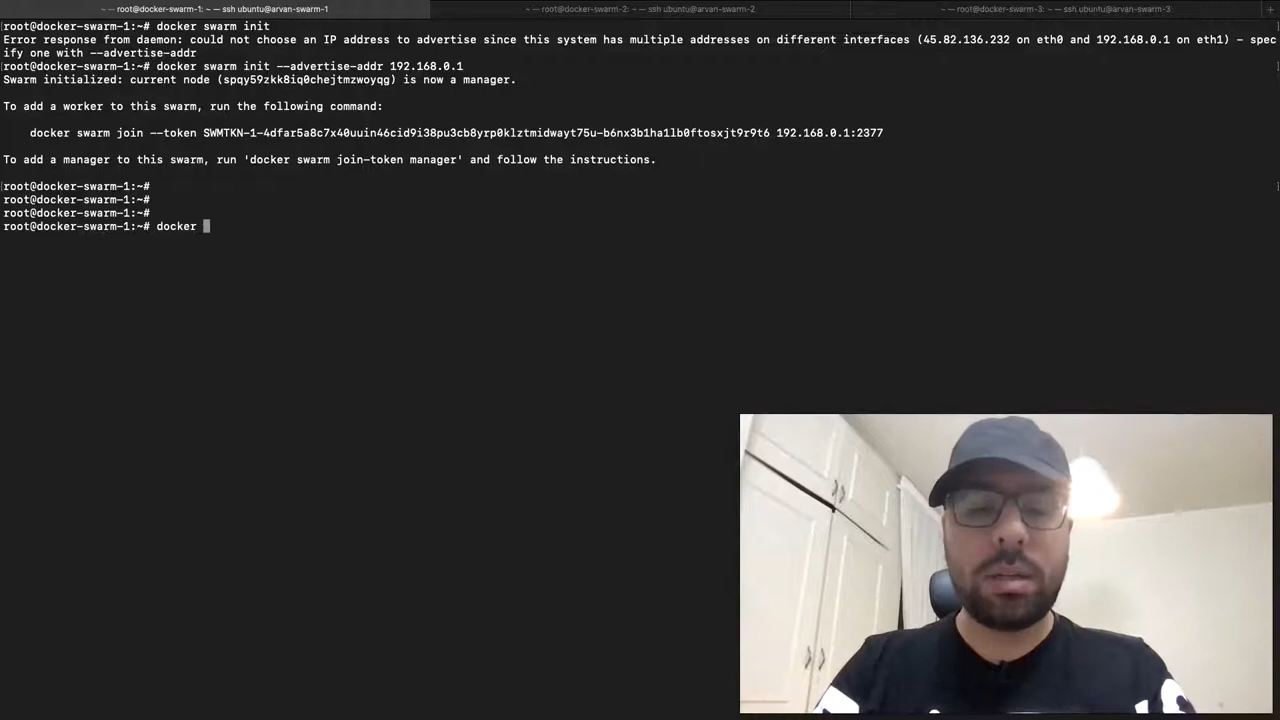 ~ — root@docker-swarm-1: ~ — ssh ubuntu@arvan-swarm-1
~ — root@docker-swarm-2: ~ — ssh ubuntu@arvan-swarm-2
~ — root@docker-swarm-3: ~ — ssh ubuntu@arvan-swarm-3
+
root@docker-swarm-1:~# docker swarm init
Error response from daemon: could not choose an IP address to advertise since this system has multiple addresses on different interfaces (45.82.136.232 on eth0 and 192.168.0.1 on eth1) - spec
ify one with --advertise-addr
root@docker-swarm-1:~# docker swarm init --advertise-addr 192.168.0.1
Swarm initialized: current node (spqy59zkk8iq0chejtmzwoyqg) is now a manager.
To add a worker to this swarm, run the following command:
docker swarm join --token SWMTKN-1-4dfar5a8c7x40uuin46cid9i38pu3cb8yrp0klztmidwayt75u-b6nx3b1ha1lb0ftosxjt9r9t6 192.168.0.1:2377
To add a manager to this swarm, run 'docker swarm join-token manager' and follow the instructions.
root@docker-swarm-1:~#
root@docker-swarm-1:~#
root@docker-swarm-1:~#
root@docker-swarm-1:~# docker